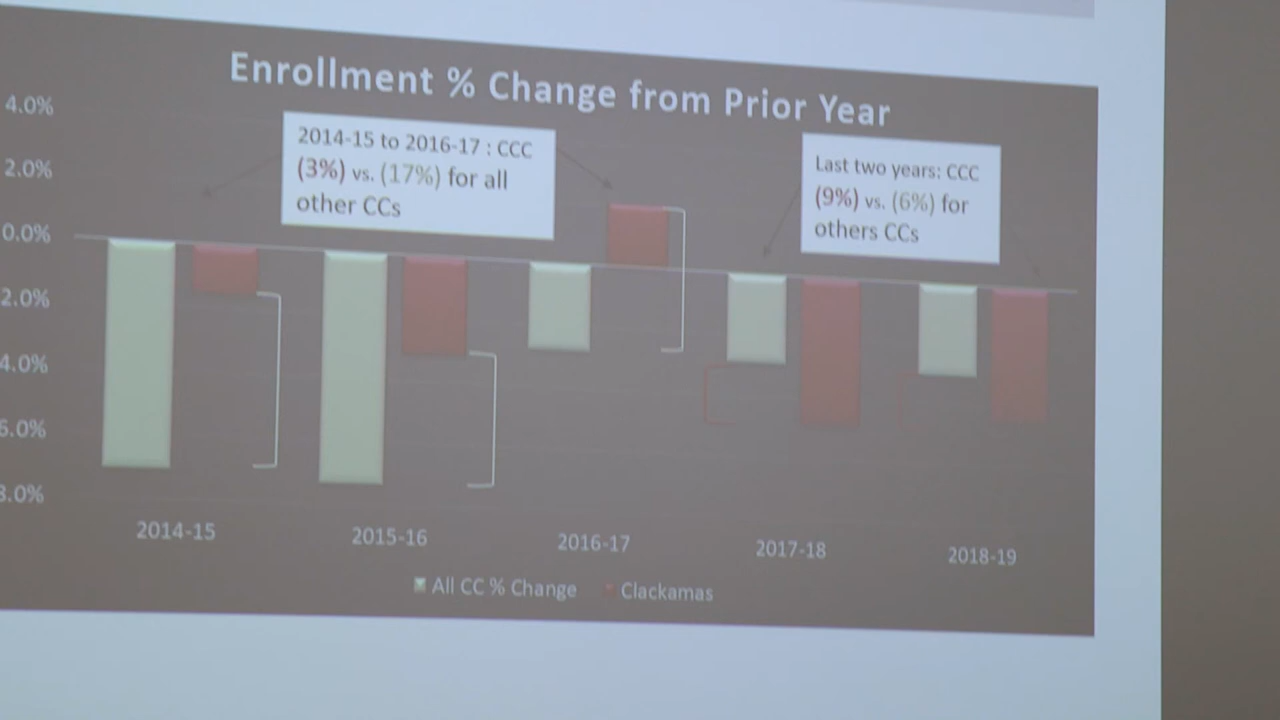 Enrollment % Change from Prior Year
4.0%
2.0%
0.0%
2.0%
4.0%
6.0%
8.0%
2014-15 to 2016-17 : CCC
(3%) vs. (17%) for all
other CCs
Last two years: CCC
(9%) vs. (6%) for
others CCs
2014-15
2015-16
2016-17
2017-18
2018-19
All CC % Change
Clackamas